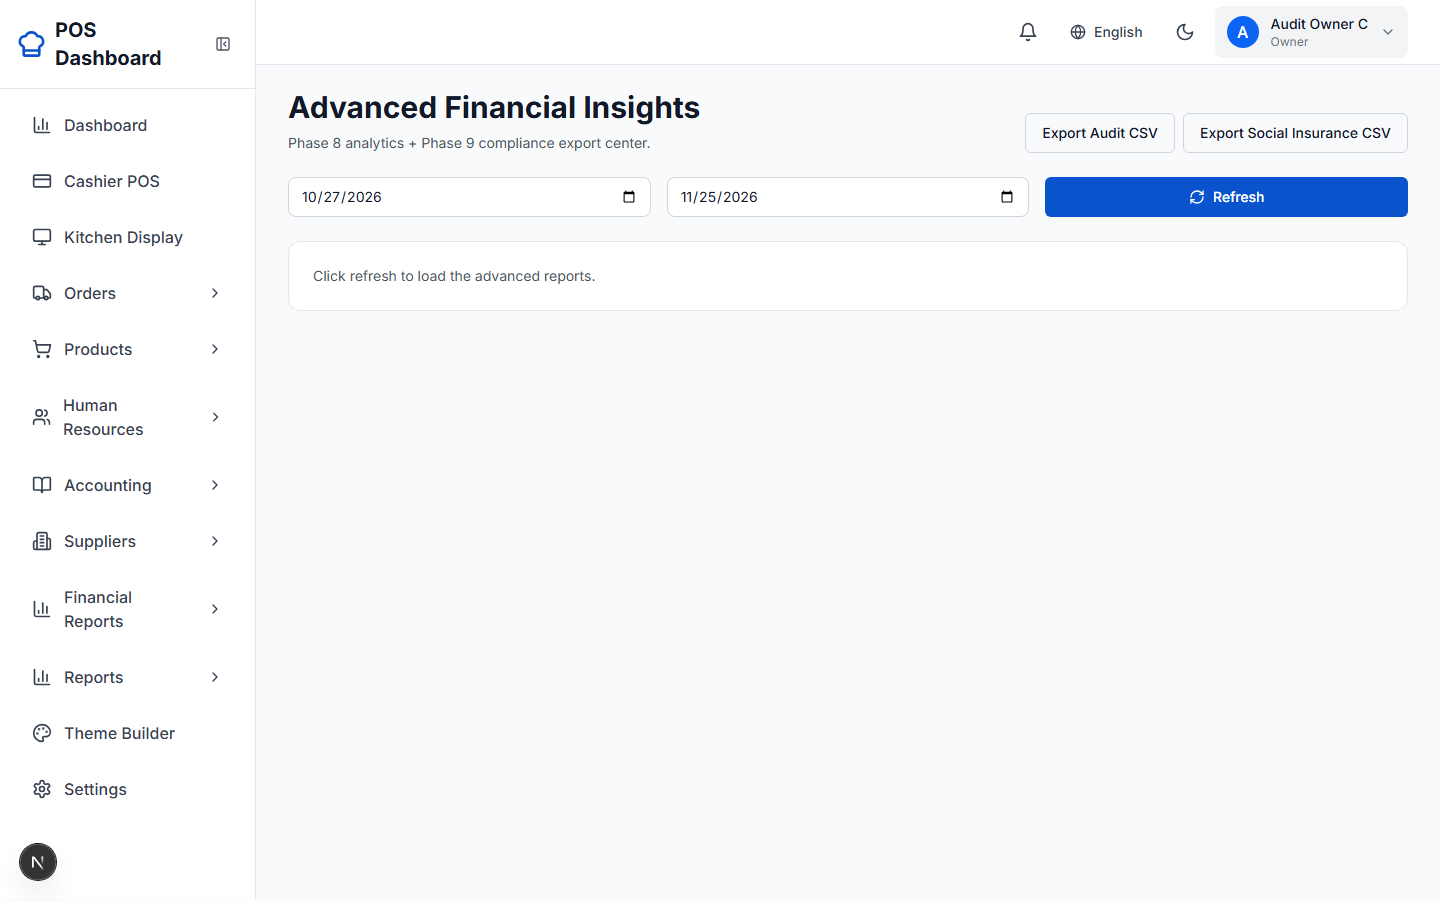 POS
Dashboard
English
A
Audit Owner C
Owner
Dashboard
Cashier POS
Kitchen Display
Orders
Products
Human
Resources
Accounting
Suppliers
Financial
Reports
Reports
Theme Builder
Settings
N
Advanced Financial Insights
Phase 8 analytics + Phase 9 compliance export center.
Export Audit CSV
Export Social Insurance CSV
10/27/2026
11/25/2026
Refresh
Click refresh to load the advanced reports.